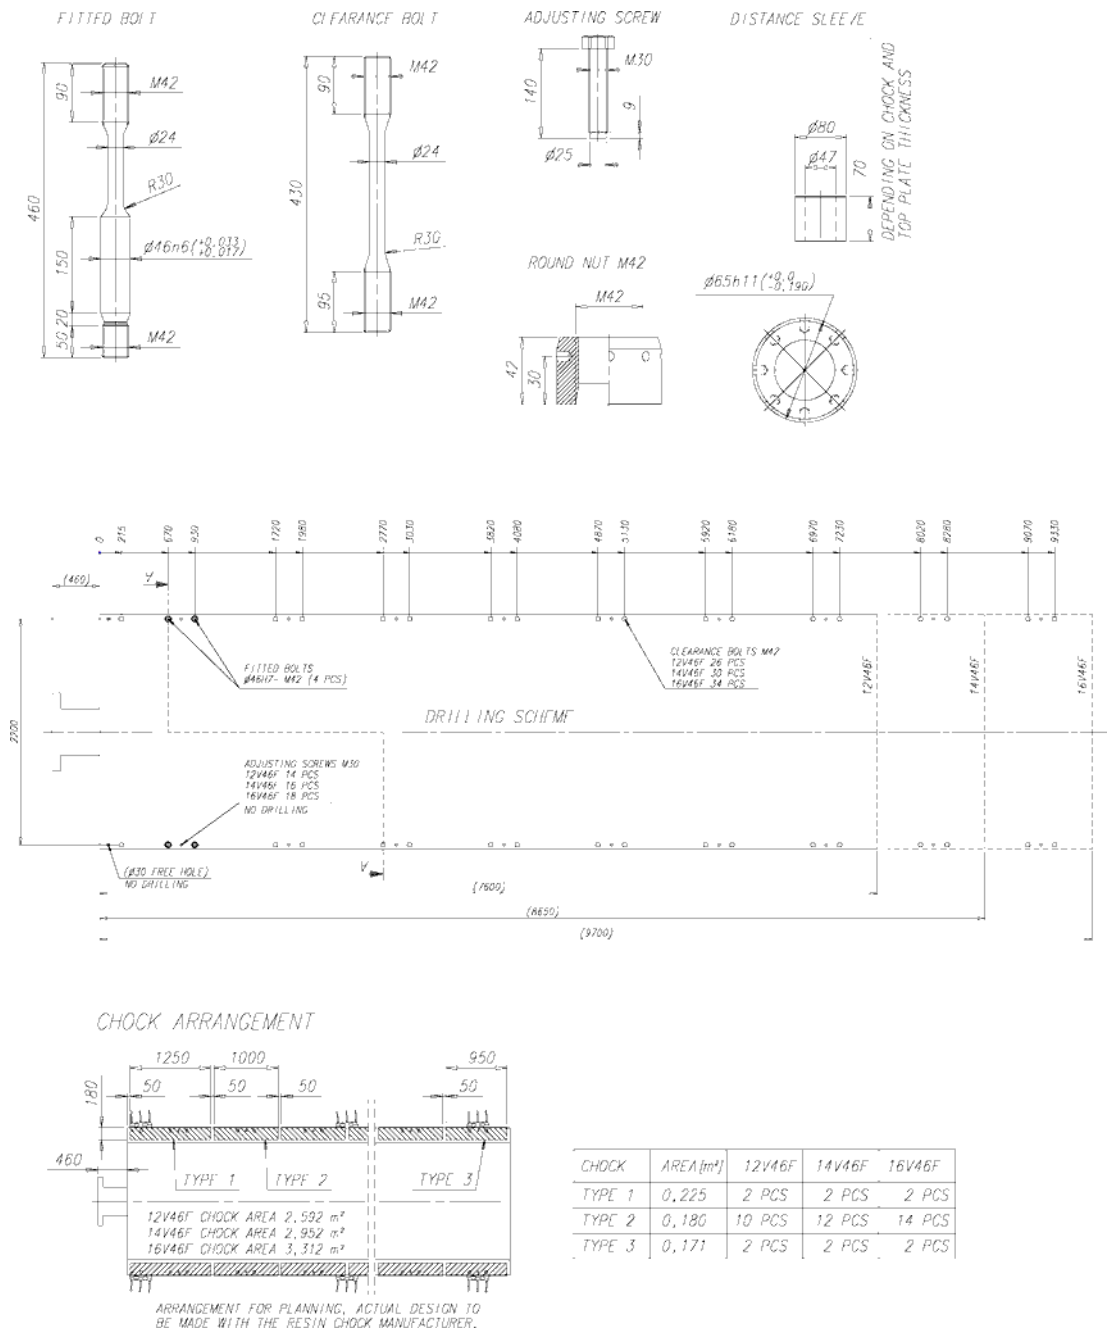 FITTED BOLT
CLEARANCE BOLT
ADJUSTING SCREW
DISTANCE SLEEVE
460
90
M42
Ø24
R30
150
Ø46n6(+0.033 +0.017)
20
50
M42
430
90
M42
Ø24
R30
95
M42
140
M30
9
Ø25
Ø80
Ø47
70
DEPENDING ON CHOCK AND
TOP PLATE THICKNESS
ROUND NUT M42
M42
42
30
Ø65h11(+0.0 -0.190)
0 215 670 930 1720 1980 2770 3030 3820 4080 4870 5130 5920 6180 6970 7230 8020 8280 9070 9330
(460)
A
FITTED BOLTS
Ø46H7- M42 (4 PCS)
CLEARANCE BOLTS M42
12V46F 26 PCS
14V46F 30 PCS
16V46F 34 PCS
12V46F
14V46F
16V46F
2200
DRILLING SCHEME
ADJUSTING SCREWS M30
12V46F 14 PCS
14V46F 16 PCS
16V46F 18 PCS
NO DRILLING
A
(Ø30 FREE HOLE)
NO DRILLING
(7600)
(8650)
(9700)
CHOCK ARRANGEMENT
1250 1000 950
180 50 50 50 50
460
TYPE 1 TYPE 2 TYPE 3
12V46F CHOCK AREA 2,592 m²
14V46F CHOCK AREA 2,952 m²
16V46F CHOCK AREA 3,312 m²
ARRANGEMENT FOR PLANNING, ACTUAL DESIGN TO
BE MADE WITH THE RESIN CHOCK MANUFACTURER.
CHOCK AREA[m²] 12V46F 14V46F 16V46F
TYPE 1 0,225 2 PCS 2 PCS 2 PCS
TYPE 2 0,180 10 PCS 12 PCS 14 PCS
TYPE 3 0,171 2 PCS 2 PCS 2 PCS